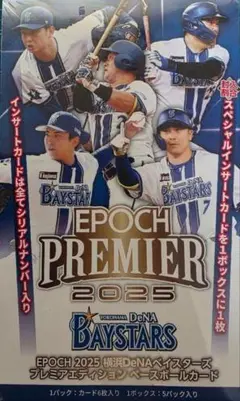 スペシャルインサートカードを1ボックスに1枚
インサートカードは全てシリアルナンバー入り
BAYSTARS
BAYSTARS
7
EPOCH
PREMIER
2025
YOKOHAMA DeNA
BAYSTARS
EPOCH 2025 横浜DeNAベイスターズ
プレミアエディション ベースボールカード
1パック:カード6枚入り 1ボックス:5パック入り